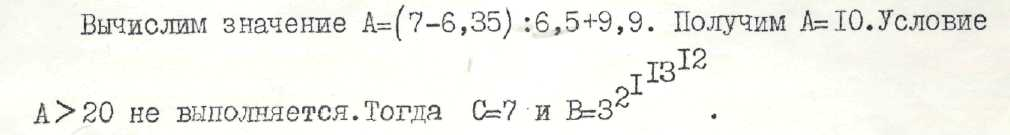 Вычислим значение А=(7-6,35):6,5+9,9. Получим А=I0.Условие
А>20 не выполняется.Тогда С=7 и В=3^2^I^I3^I2.